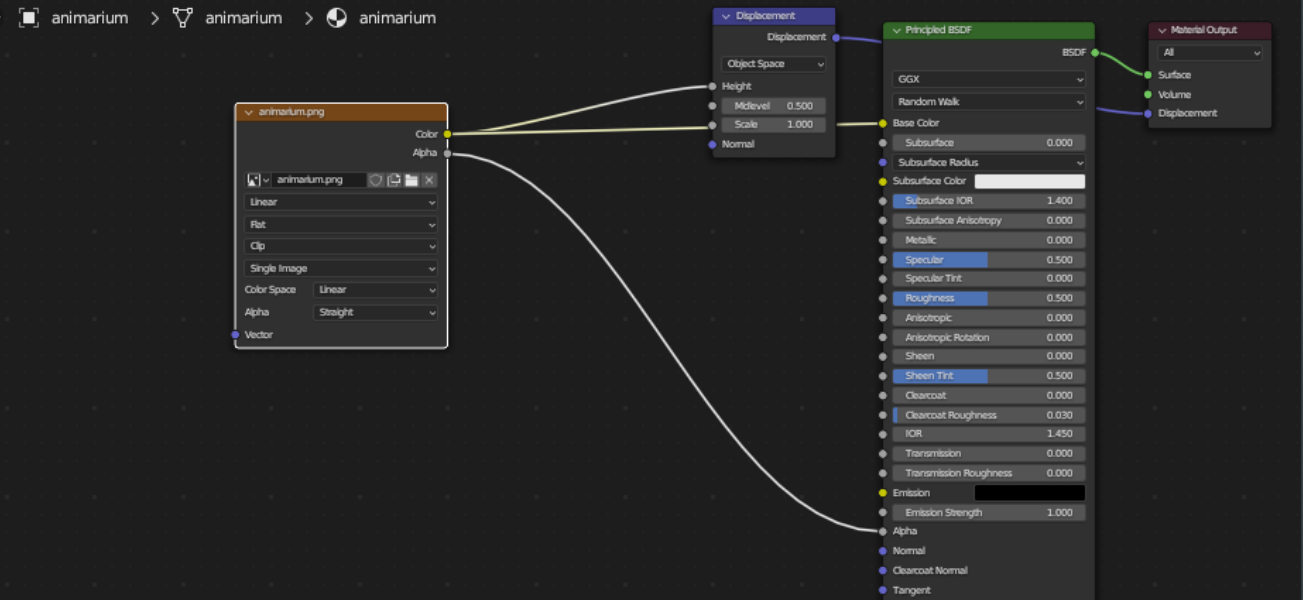 animarium > animarium > animarium
animarium.png
Color
Alpha
animarium.png
Linear
Flat
Clip
Single Image
Color Space Linear
Alpha Straight
Vector
Displacement
Displacement
Object Space
Height
Midlevel 0.500
Scale 1.000
Normal
Principled BSDF
BSDF
GGX
Random Walk
Base Color
Subsurface 0.000
Subsurface Radius
Subsurface Color
Subsurface IOR 1.400
Subsurface Anisotropy 0.000
Metallic 0.000
Specular 0.500
Specular Tint 0.000
Roughness 0.500
Anisotropic 0.000
Anisotropic Rotation 0.000
Sheen 0.000
Sheen Tint 0.500
Clearcoat 0.000
Clearcoat Roughness 0.030
IOR 1.450
Transmission 0.000
Transmission Roughness 0.000
Emission
Emission Strength 1.000
Alpha
Normal
Clearcoat Normal
Tangent
Material Output
All
Surface
Volume
Displacement